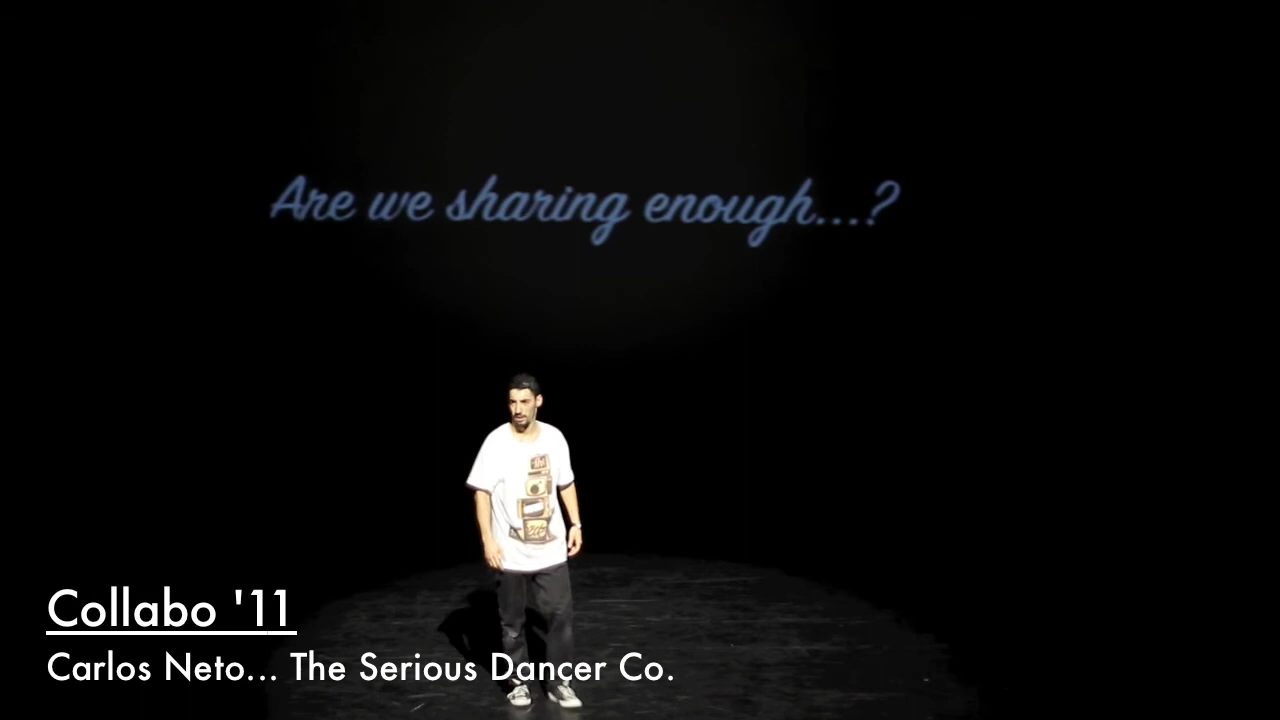 Are we sharing enough...?
Collabo '11
Carlos Neto... The Serious Dancer Co.